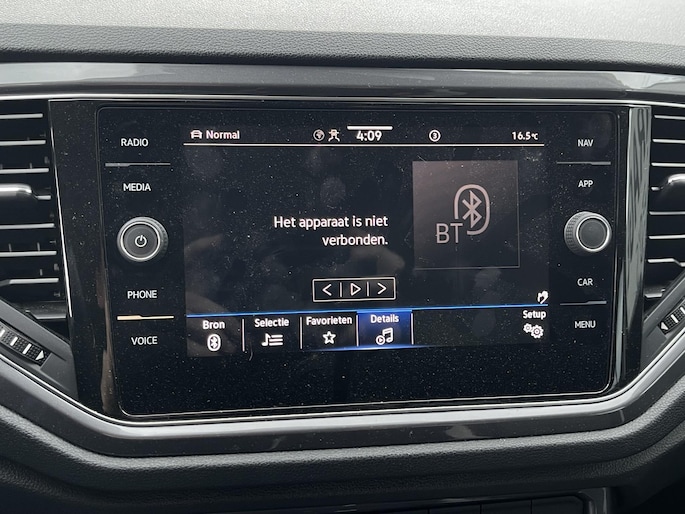 RADIO
MEDIA
PHONE
VOICE
Normal 4:09 3 16.5°C
Het apparaat is niet
verbonden.
BT
Bron Selectie Favorieten Details Setup
NAV
APP
CAR
MENU